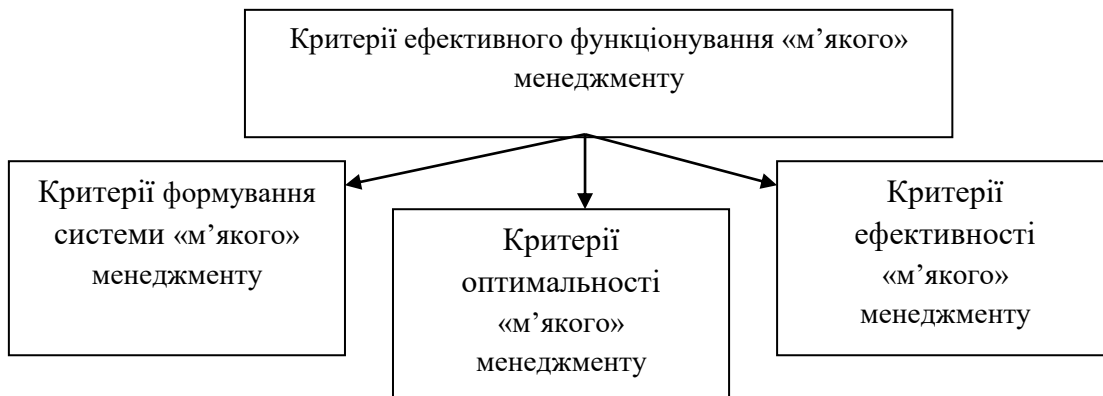 Критерії ефективного функціонування «м’якого»
менеджменту
Критерії формування
системи «м’якого»
менеджменту
Критерії
оптимальності
«м’якого»
менеджменту
Критерії
ефективності
«м’якого»
менеджменту